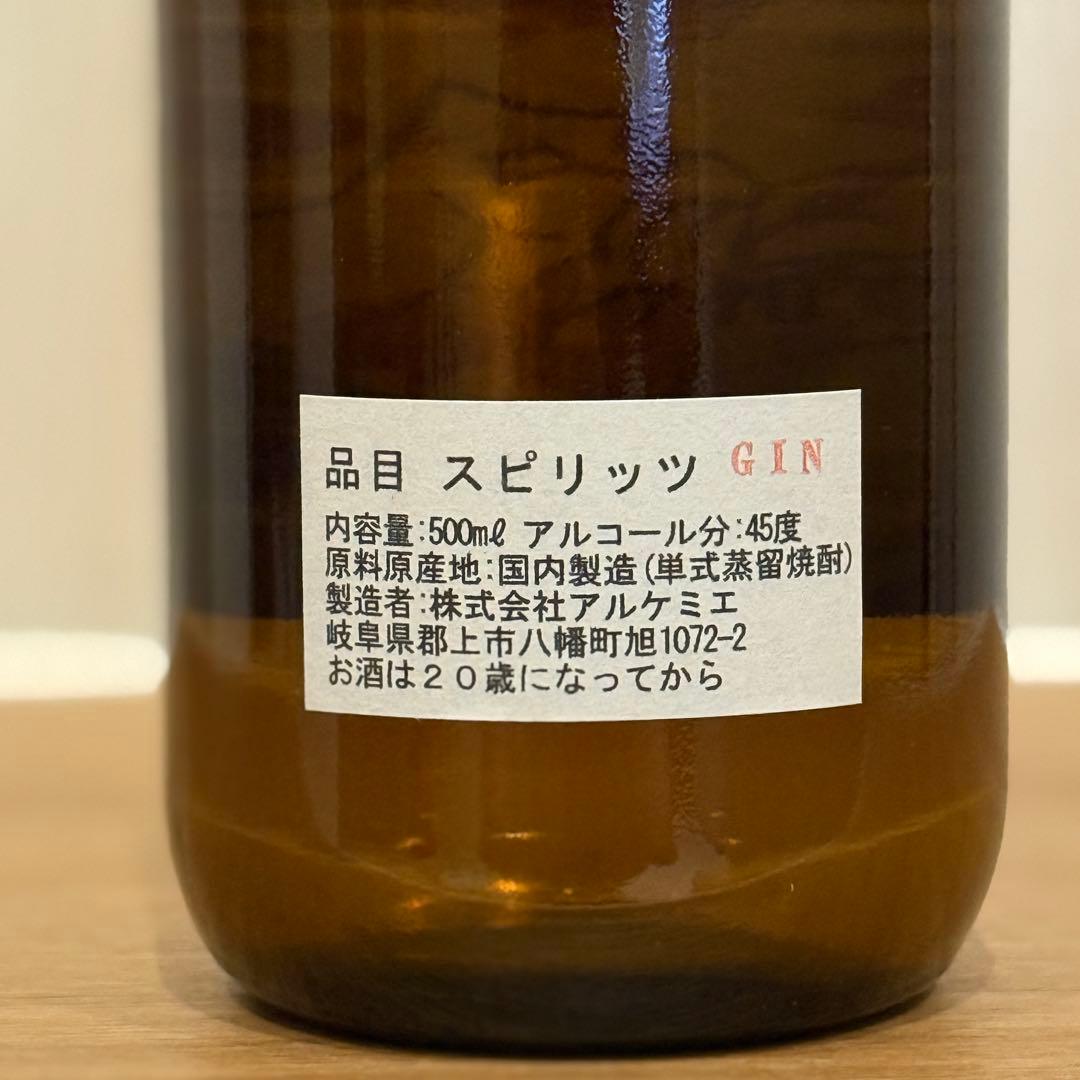 品目 スピリッツ GIN
内容量:500mℓ アルコール分:45度
原料原産地:国内製造(単式蒸留焼酎)
製造者:株式会社アルケミエ
岐阜県郡上市八幡町旭1072-2
お酒は20歳になってから